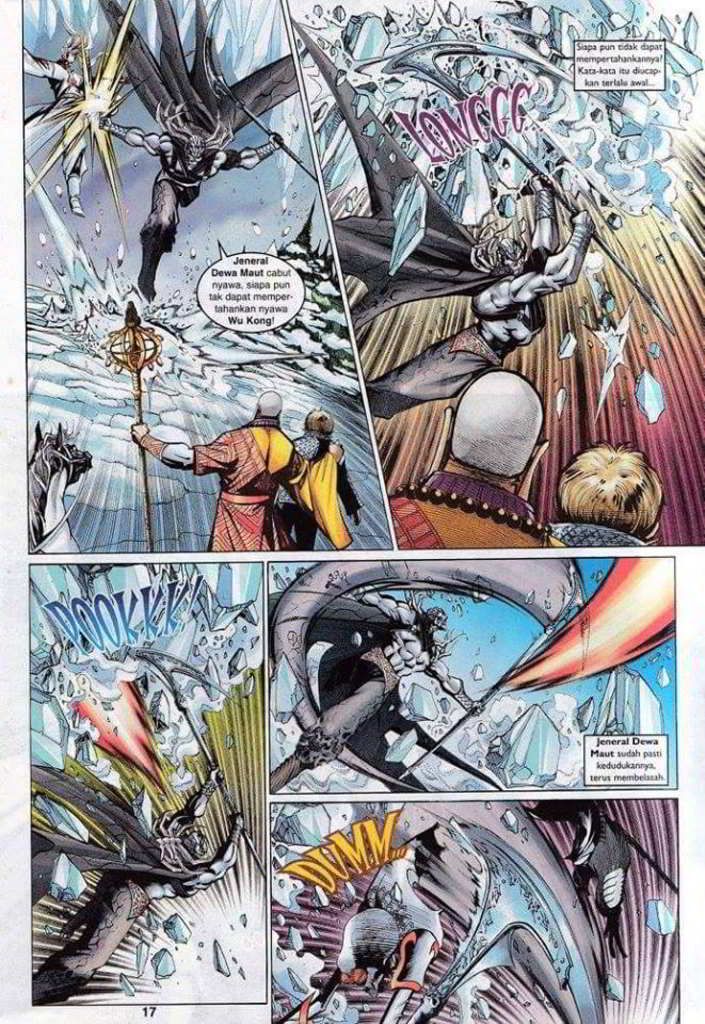 Jeneral
Dewa Maut cabut
nyawa, siapa pun
tak dapat memper-
tahankan nyawa
Wu Kong!
Siapa pun tidak dapat
mempertahankannya!
Kata-kata itu diucap-
kan terlalu awal...
LONGGG
POOKKK!
Jeneral Dewa
Maut sudah pasti
kedudukannya,
terus membelasah.
DUMM...
17